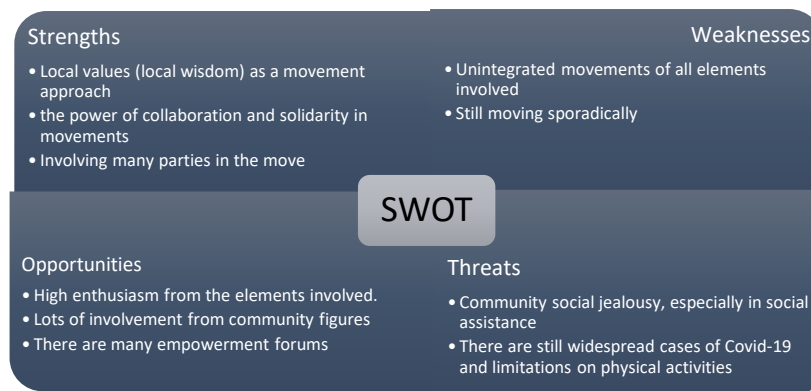 Strengths
• Local values (local wisdom) as a movement
approach
• the power of collaboration and solidarity in
movements
• Involving many parties in the move
Weaknesses
• Unintegrated movements of all elements
involved
• Still moving sporadically
SWOT
Opportunities
• High enthusiasm from the elements involved.
• Lots of involvement from community figures
• There are many empowerment forums
Threats
• Community social jealousy, especially in social
assistance
• There are still widespread cases of Covid-19
and limitations on physical activities